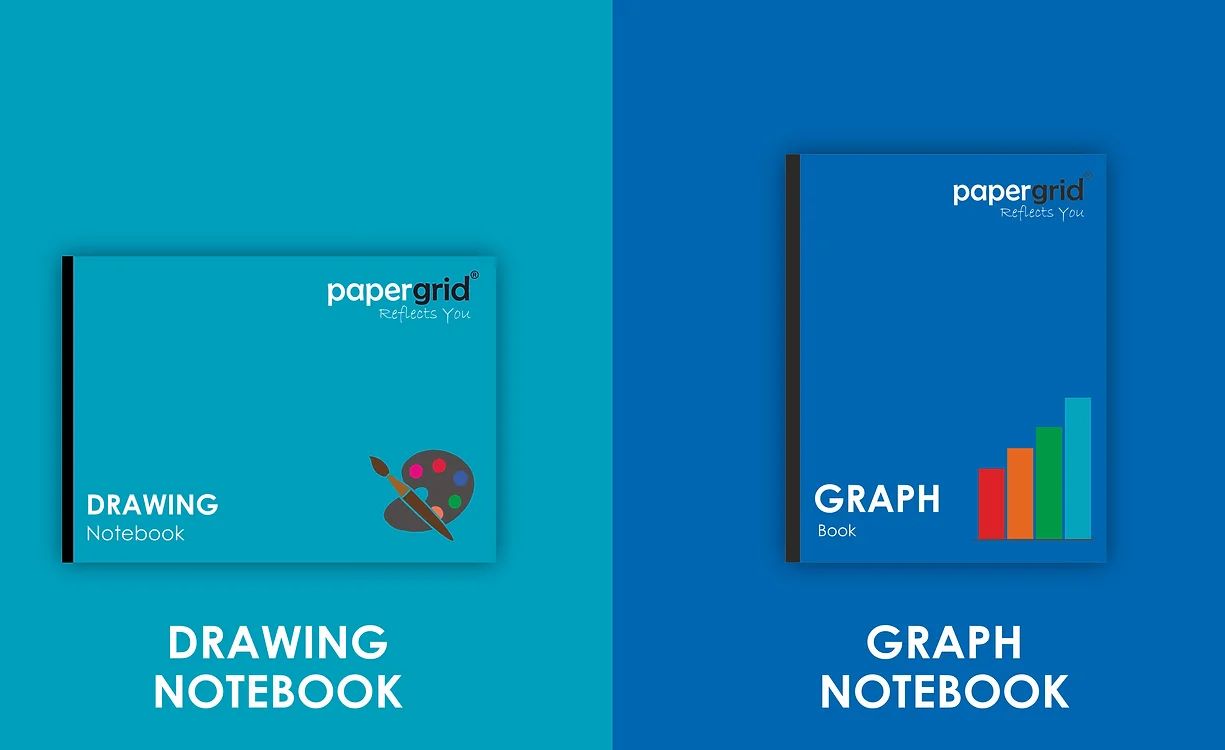 papergrid®
Reflects You
DRAWING
Notebook
DRAWING
NOTEBOOK
papergrid®
Reflects You
GRAPH
Book
GRAPH
NOTEBOOK